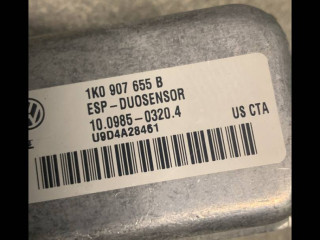 1K0 907 655 B
ESP-DUOSENSOR
10.0985-0320.4
US CTA
U9D4A28461